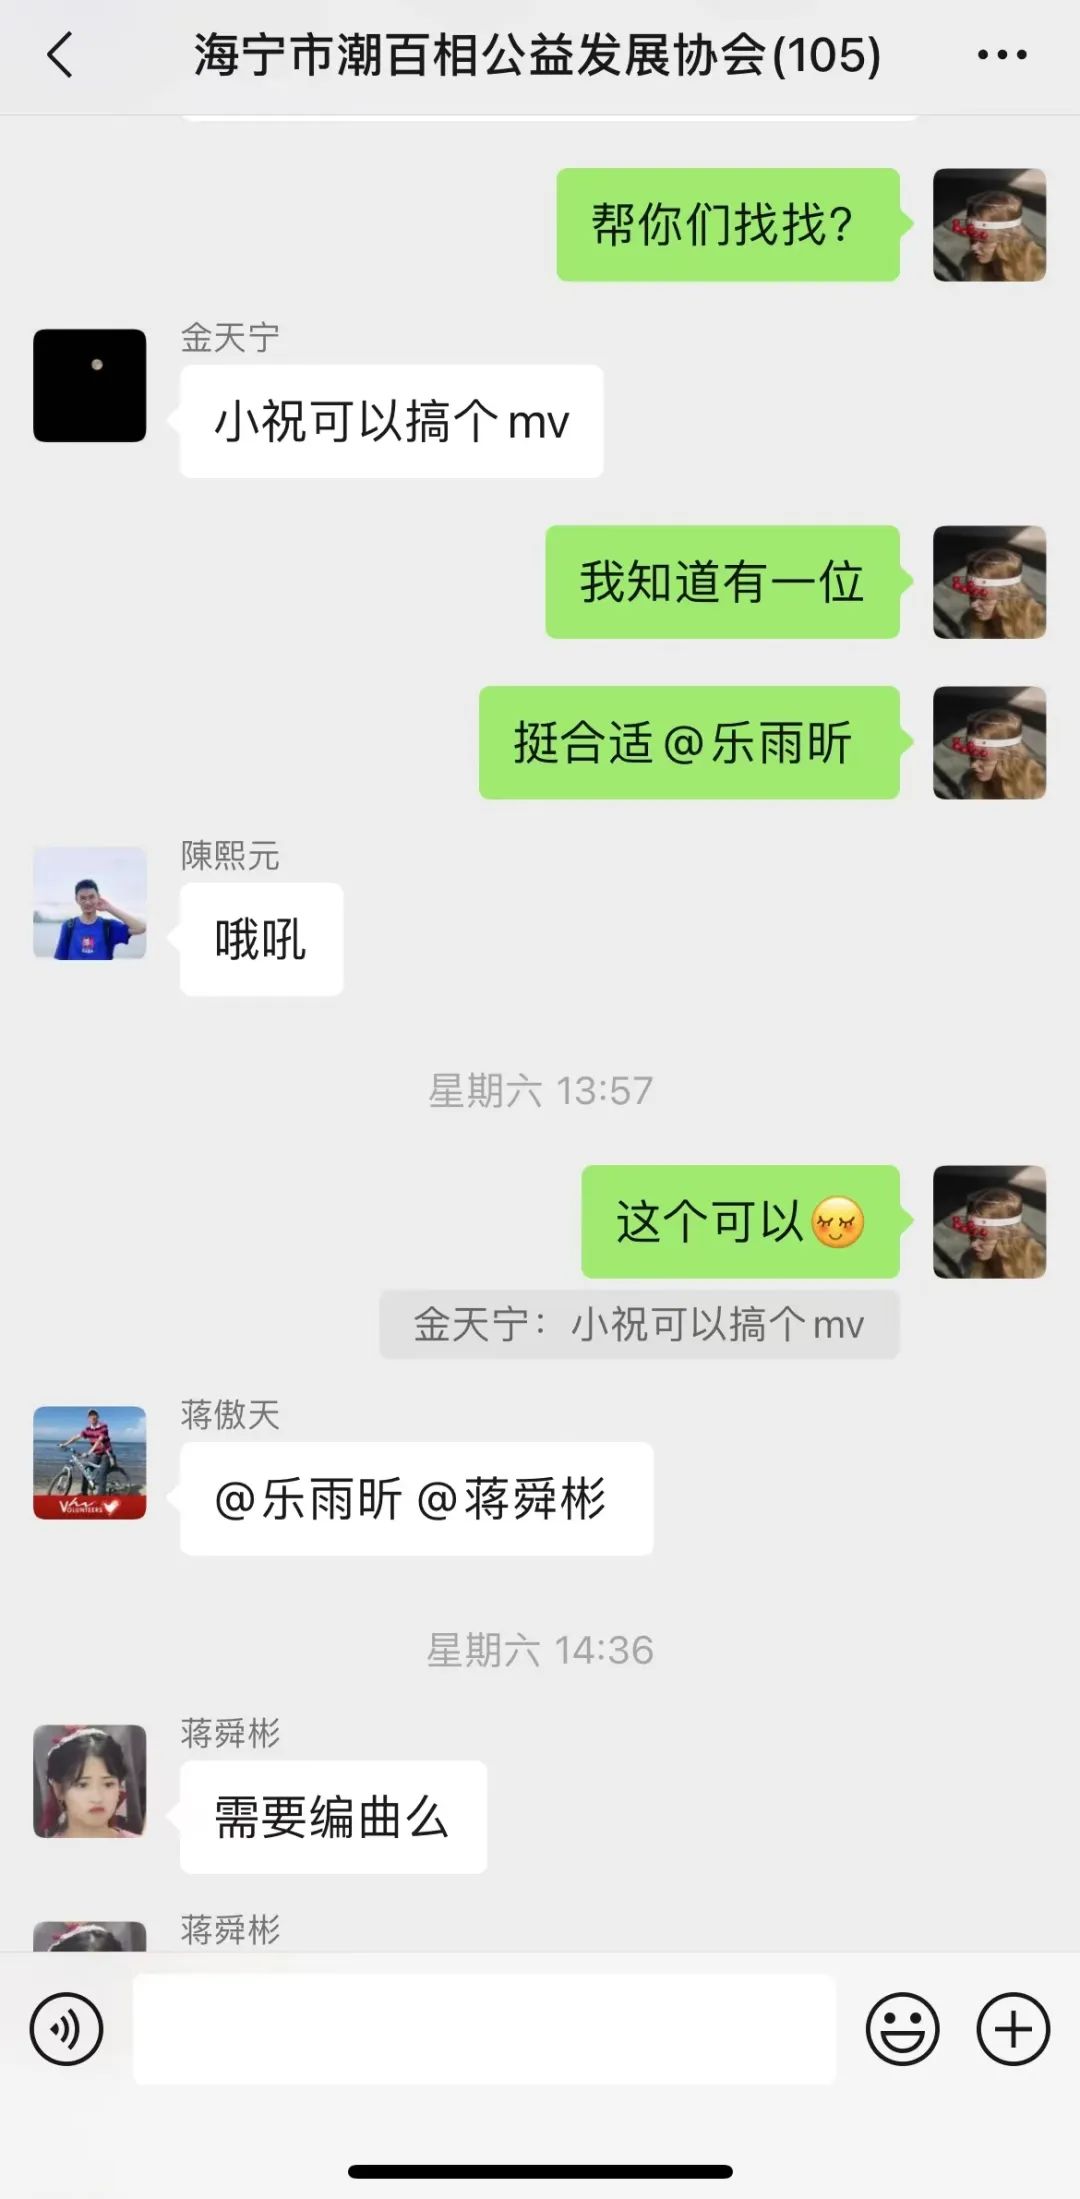 海宁市潮百相公益发展协会(105)
帮你们找找?
金天宁
小祝可以搞个mv
我知道有一位
挺合适@乐雨昕
陳熙元
哦吼
星期六 13:57
这个可以
金天宁：小祝可以搞个mv
蒋傲天
@乐雨昕 @蒋舜彬
VOLUNTEERS
星期六 14:36
蒋舜彬
需要编曲么
蒋舜彬